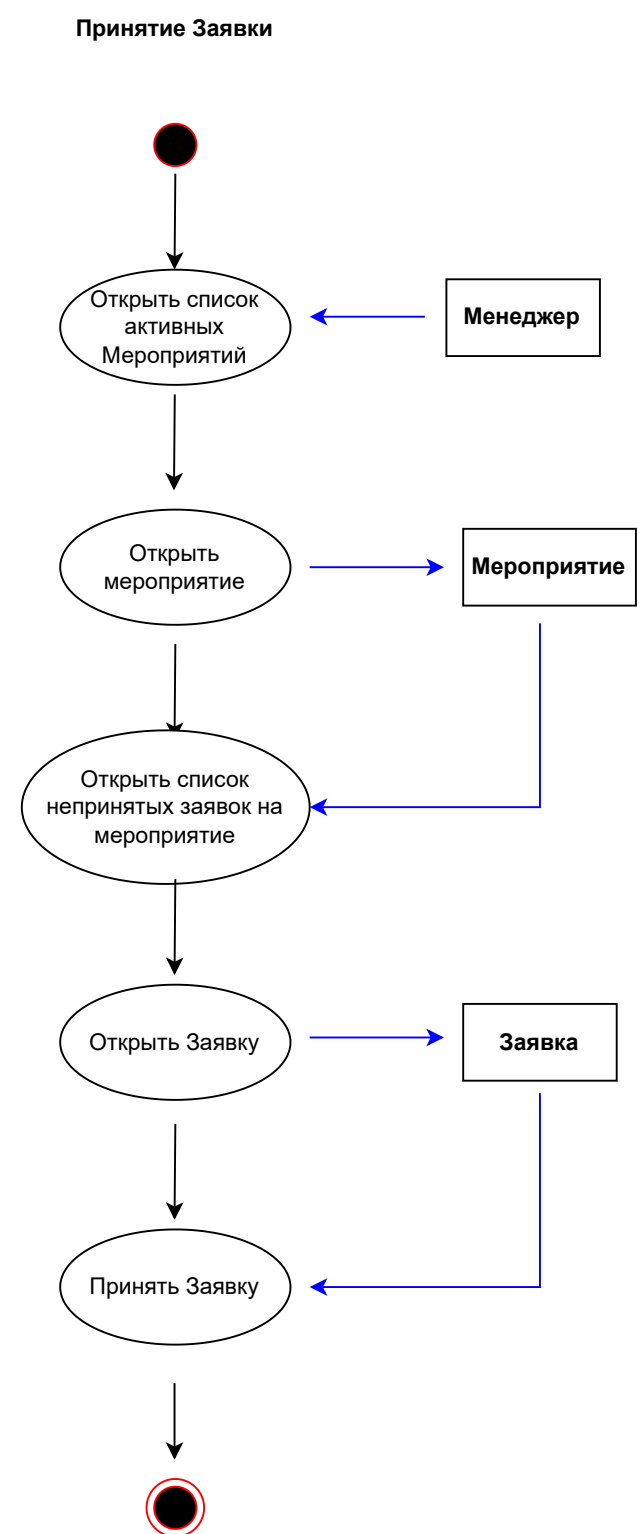 Принятие Заявки
Открыть список
активных
Мероприятий
Менеджер
Открыть
мероприятие
Мероприятие
Открыть список
непринятых заявок на
мероприятие
Открыть Заявку
Заявка
Принять Заявку